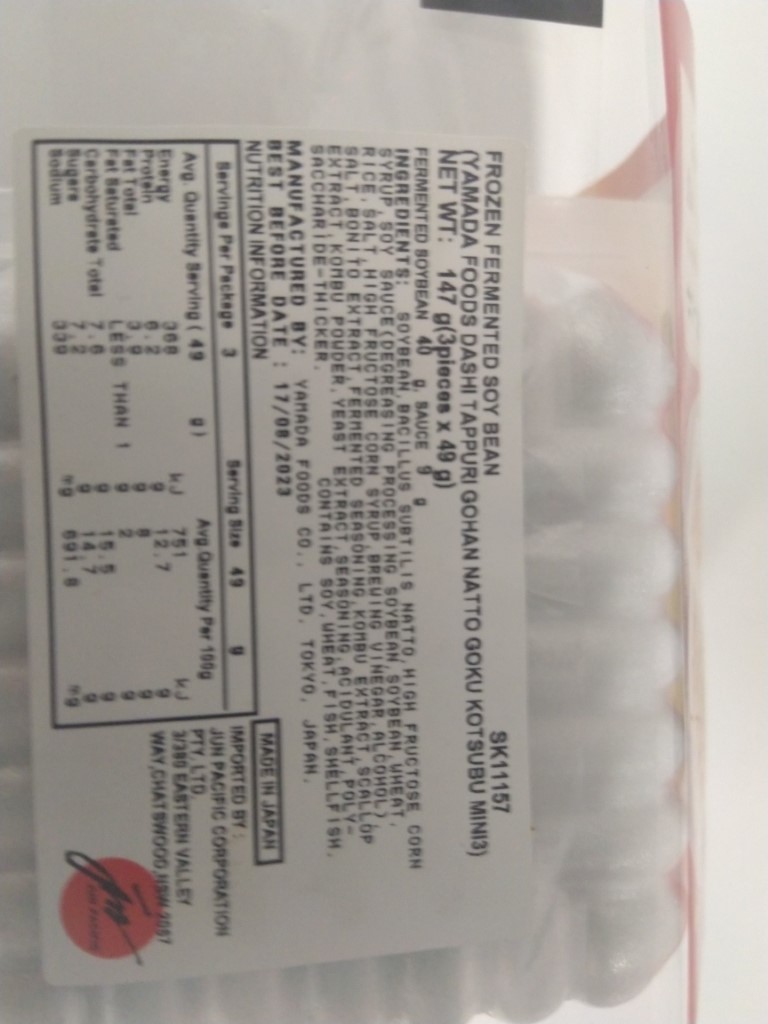 FROZEN FERMENTED SOY BEAN SK11157
(YAMADA FOODS DASHI TAPPURI GOHAN NATTO GOKU KOTSUBU MINI3)
NET WT: 147 g(3pieces x 49 g)
FERMENTED SOYBEAN 40 g, SAUCE 9 g
INGREDIENTS: SOYBEAN, BACILLUS SUBTILIS NATTO, HIGH FRUCTOSE CORN
SYRUP, SOY SAUCE(DEGREASING PROCESSING SOYBEAN, SOYBEAN, WHEAT,
RICE, SALT, HIGH FRUCTOSE CORN SYRUP, BREWING VINEGAR, ALCOHOL),
SALT, BONITO EXTRACT, FERMENTED SEASONING, KOMBU EXTRACT, SCALLOP
EXTRACT, KOMBU POWDER, YEAST EXTRACT, SEASONING, ACIDULANT, POLY-
SACCHARIDE-THICKER. CONTAINS SOY, WHEAT, FISH, SHELLFISH.
MANUFACTURED BY: YAMADA FOODS CO., LTD. TOKYO, JAPAN.
BEST BEFORE DATE : 17/08/2023
NUTRITION INFORMATION
Servings Per Package 3 Serving Size 49 g
Avg. Quantity Serving ( 49 g) Avg Quantity Per 100g
Energy 368 kJ 751 kJ
Protein 6.2 g 12.7 g
Fat Total 3.9 g 8 g
Fat Saturated LESS THAN 1 g 2 g
Carbohydrate Total 7.6 g 15.5 g
Sugars 7.2 g 14.7 g
Sodium 339 mg 691.8 mg
MADE IN JAPAN
IMPORTED BY :
JUN PACIFIC CORPORATION
PTY. LTD.
3/380 EASTERN VALLEY
WAY,CHATSWOOD,NSW 2067
Jun
JUN PACIFIC